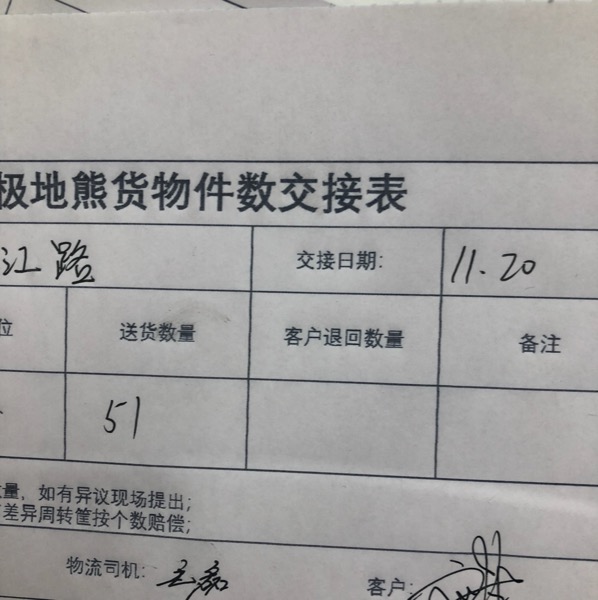 极地熊货物件数交接表
江路 交接日期: 11.20
位 送货数量 客户退回数量 备注
51
量，如有异议现场提出；
差异周转筐按个数赔偿；
物流司机: 王磊 客户: